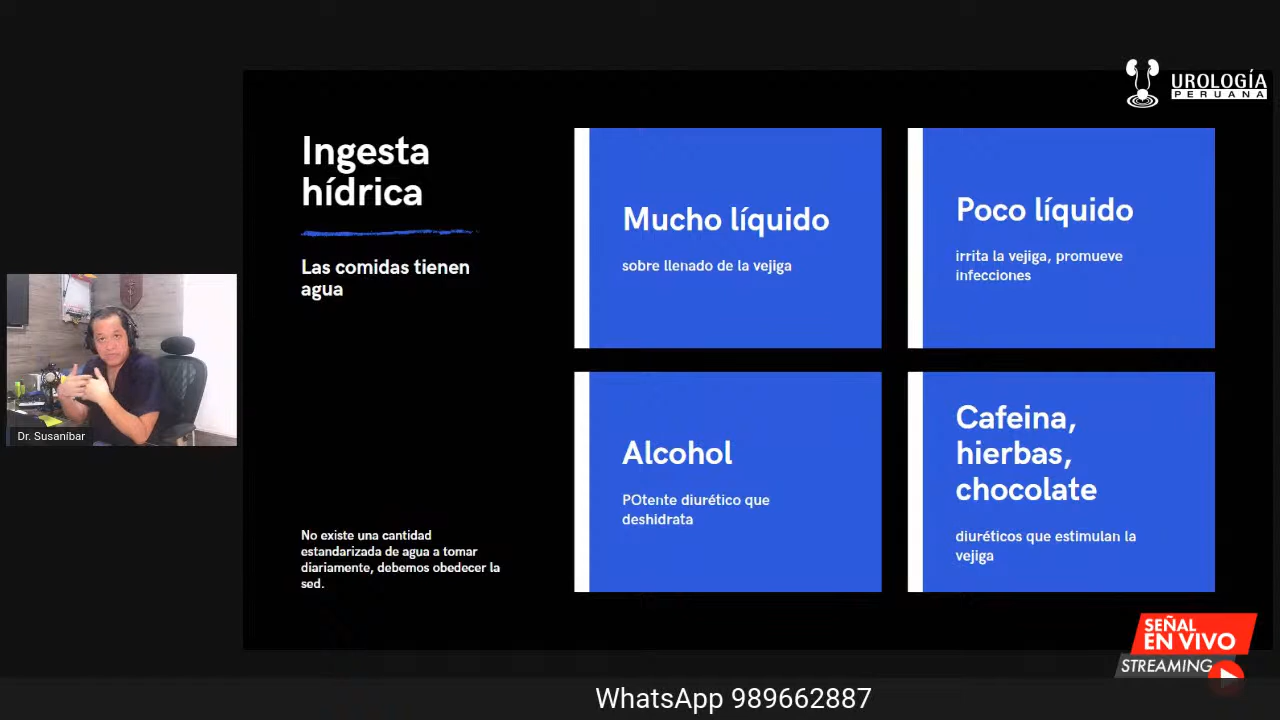 UROLOGÍA
PERUANA
Ingesta
hídrica
Las comidas tienen
agua
No existe una cantidad
estandarizada de agua a tomar
diariamente, debemos obedecer la
sed.
Mucho líquido
sobre llenado de la vejiga
Poco líquido
irrita la vejiga, promueve
infecciones
Alcohol
POtente diurético que
deshidrata
Cafeina,
hierbas,
chocolate
diuréticos que estimulan la
vejiga
Dr. Susaníbar
SEÑAL
EN VIVO
STREAMING
WhatsApp 989662887